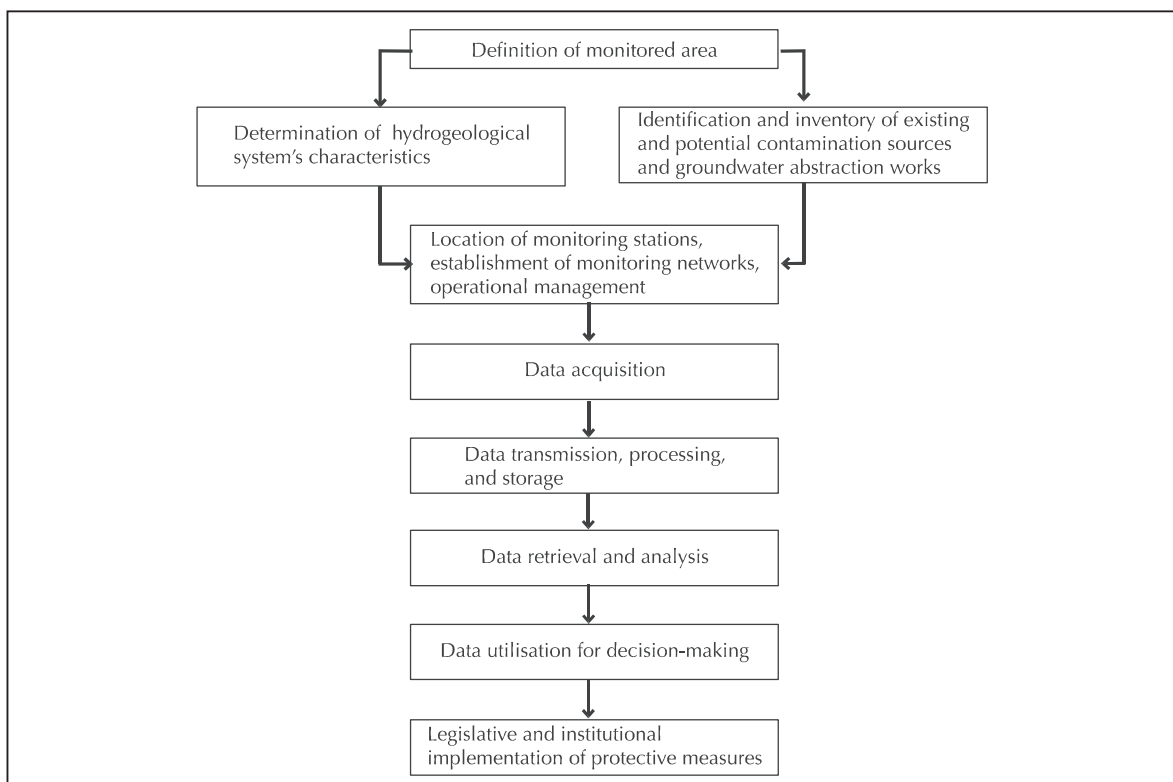 Definition of monitored area
Determination of hydrogeological
system's characteristics
Identification and inventory of existing
and potential contamination sources
and groundwater abstraction works
Location of monitoring stations,
establishment of monitoring networks,
operational management
Data acquisition
Data transmission, processing,
and storage
Data retrieval and analysis
Data utilisation for decision-making
Legislative and institutional
implementation of protective measures